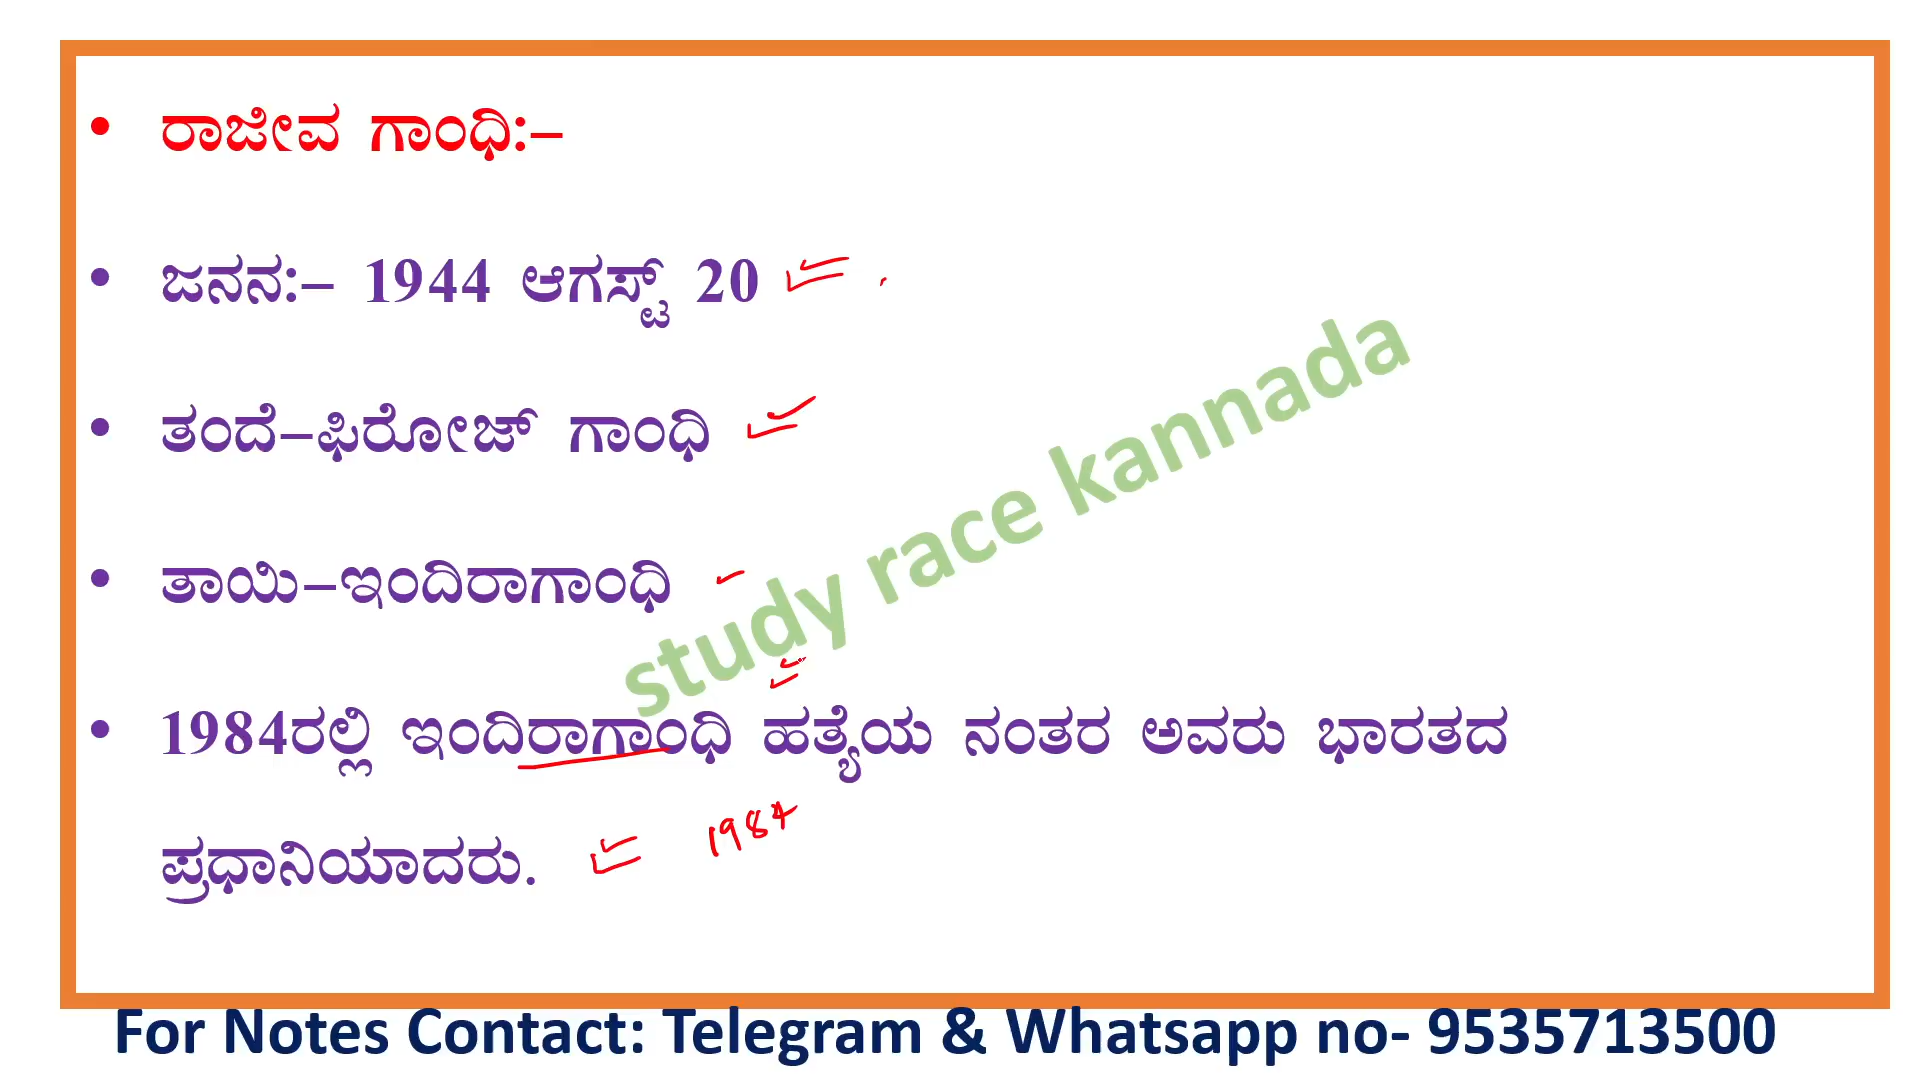 • ರಾಜೀವ ಗಾಂಧಿ:–
• ಜನನ:– 1944 ಆಗಸ್ಟ್ 20
• ತಂದೆ–ಫಿರೋಜ್ ಗಾಂಧಿ
• ತಾಯಿ–ಇಂದಿರಾಗಾಂಧಿ
study race kannada
• 1984ರಲ್ಲಿ ಇಂದಿರಾಗಾಂಧಿ ಹತ್ಯೆಯ ನಂತರ ಅವರು ಭಾರತದ
ಪ್ರಧಾನಿಯಾದರು.
1984
For Notes Contact: Telegram & Whatsapp no- 9535713500